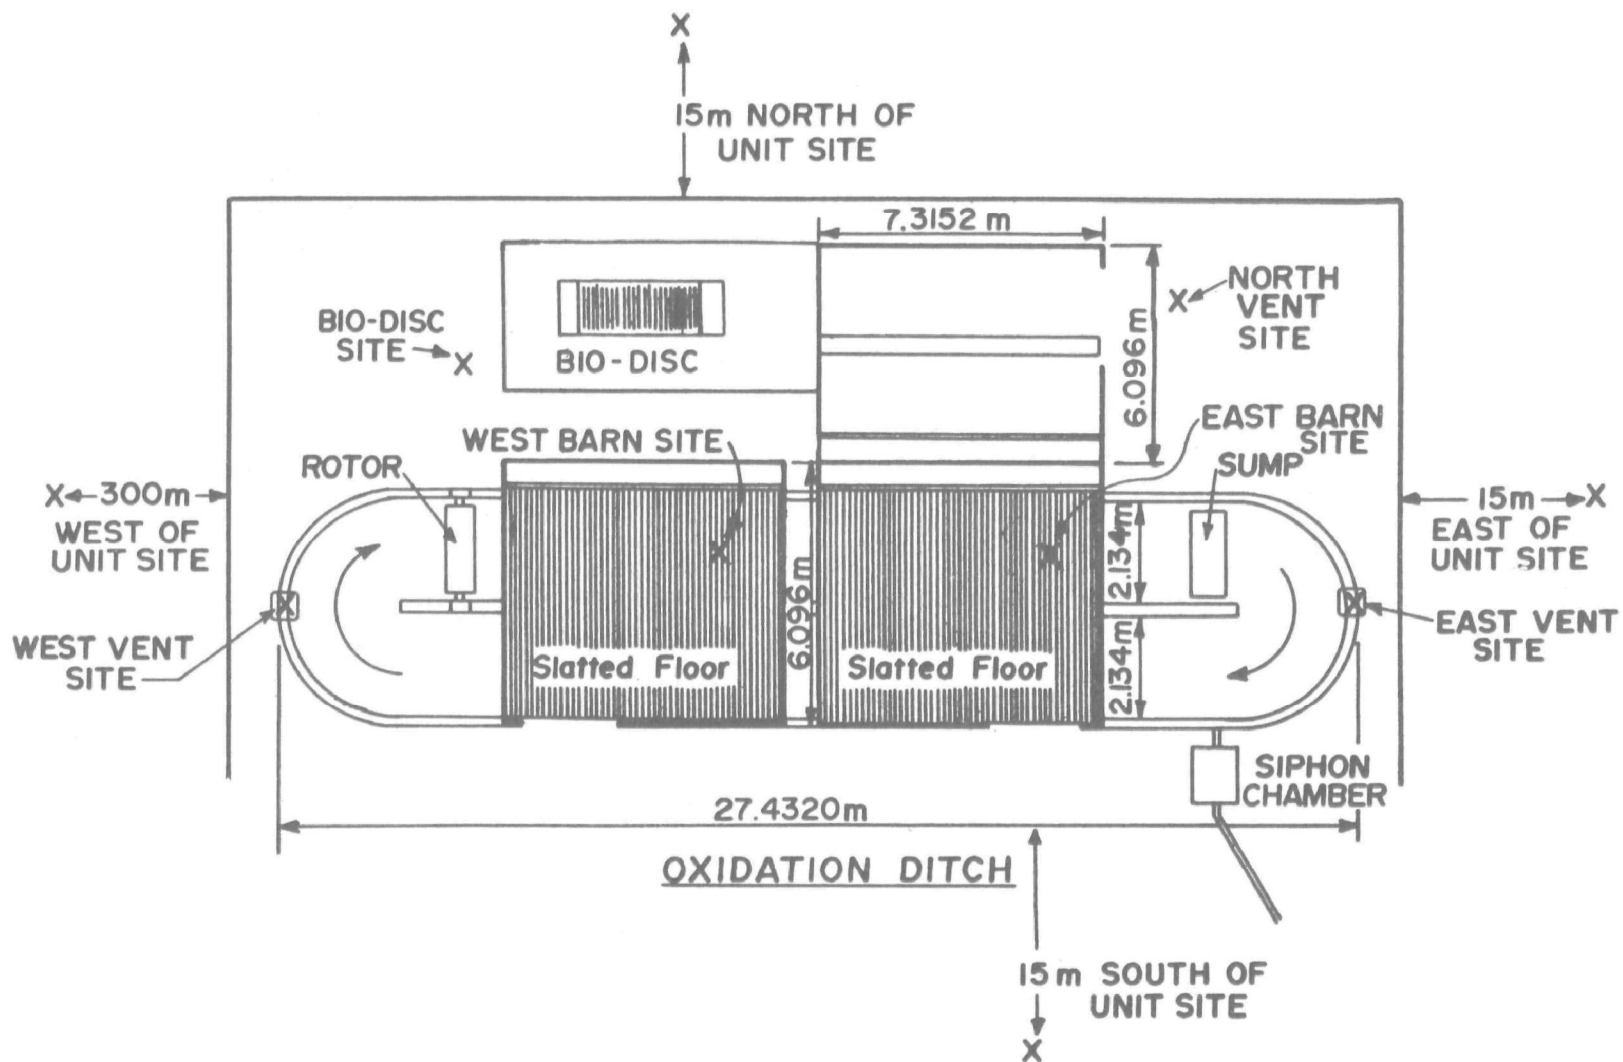 X
15m NORTH OF
UNIT SITE
7.3152 m
NORTH
VENT
SITE
X
6.096m
BIO-DISC
SITE
X
BIO-DISC
WEST BARN SITE
X
EAST BARN
SITE
X
ROTOR
SUMP
X 300m
WEST OF
UNIT SITE
15m X
EAST OF
UNIT SITE
2.134m
2.134m
6.096m
X
WEST VENT
SITE
X
EAST VENT
SITE
Slatted Floor
Slatted Floor
SIPHON
CHAMBER
27.4320m
OXIDATION DITCH
15m SOUTH OF
UNIT SITE
X